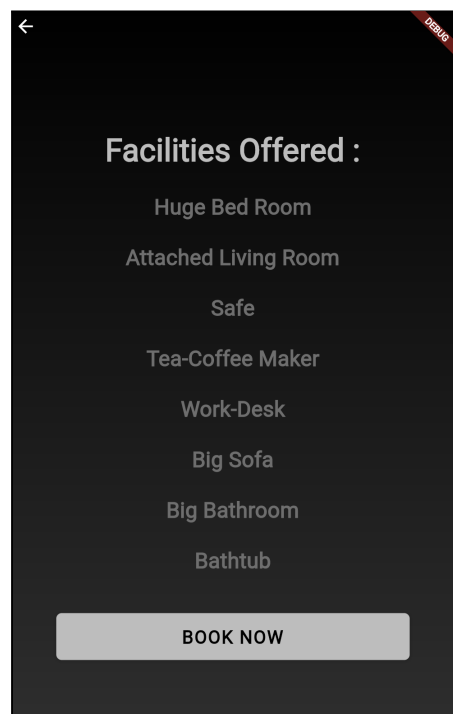 DEBUG
Facilities Offered :
Huge Bed Room
Attached Living Room
Safe
Tea-Coffee Maker
Work-Desk
Big Sofa
Big Bathroom
Bathtub
BOOK NOW